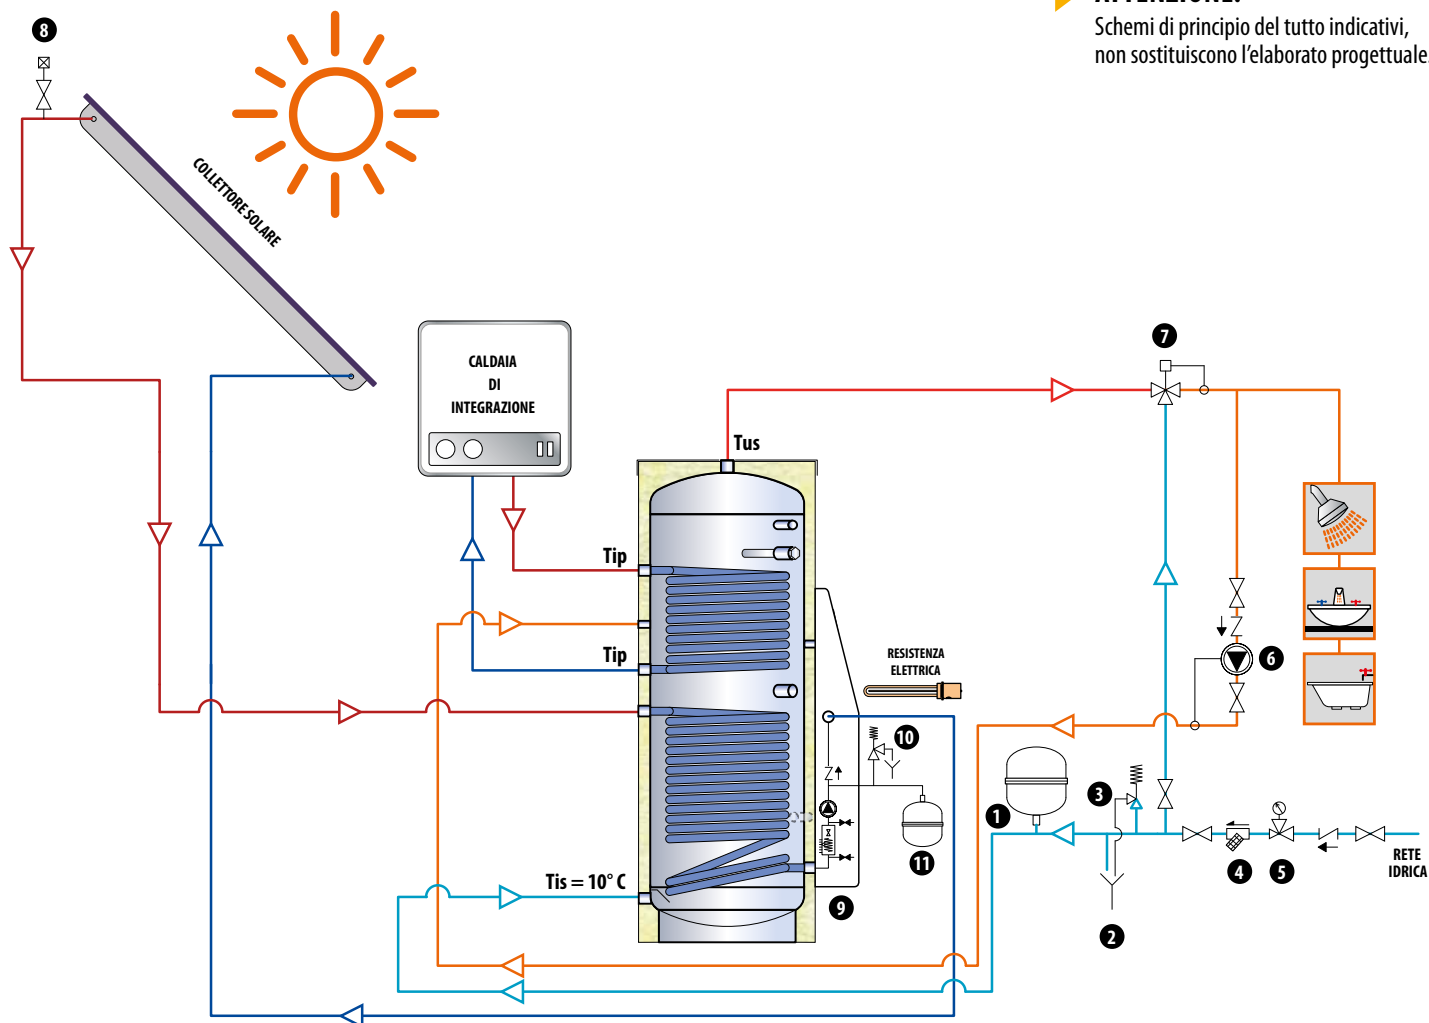 ATTENZIONE!
Schemi di principio del tutto indicativi,
non sostituiscono l'elaborato progettuale.
8
COLLETTORE SOLARE
7
CALDAIA
DI
INTEGRAZIONE
Tus
Tip
Tip
RESISTENZA
ELETTRICA
6
10
3
1
11
4
5
RETE
IDRICA
Tis = 10° C
9
2